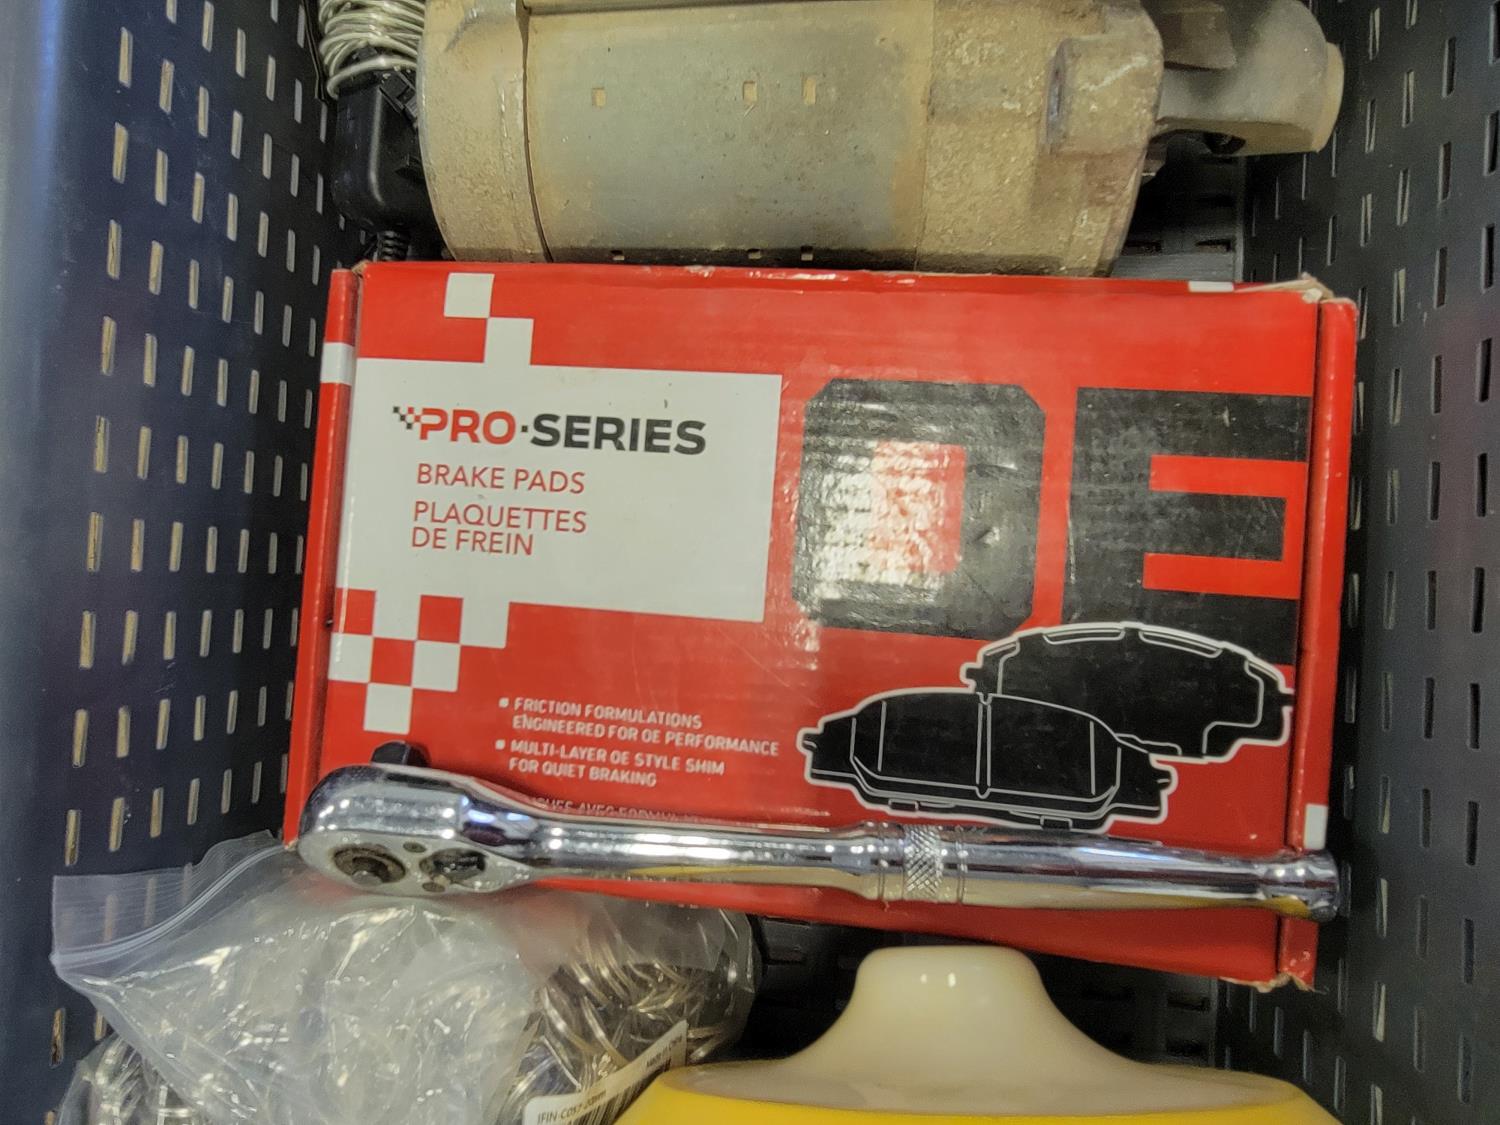 PRO·SERIES
BRAKE PADS
PLAQUETTES
DE FREIN
OE
▪ FRICTION FORMULATIONS
ENGINEERED FOR OE PERFORMANCE
▪ MULTI-LAYER OE STYLE SHIM
FOR QUIET BRAKING